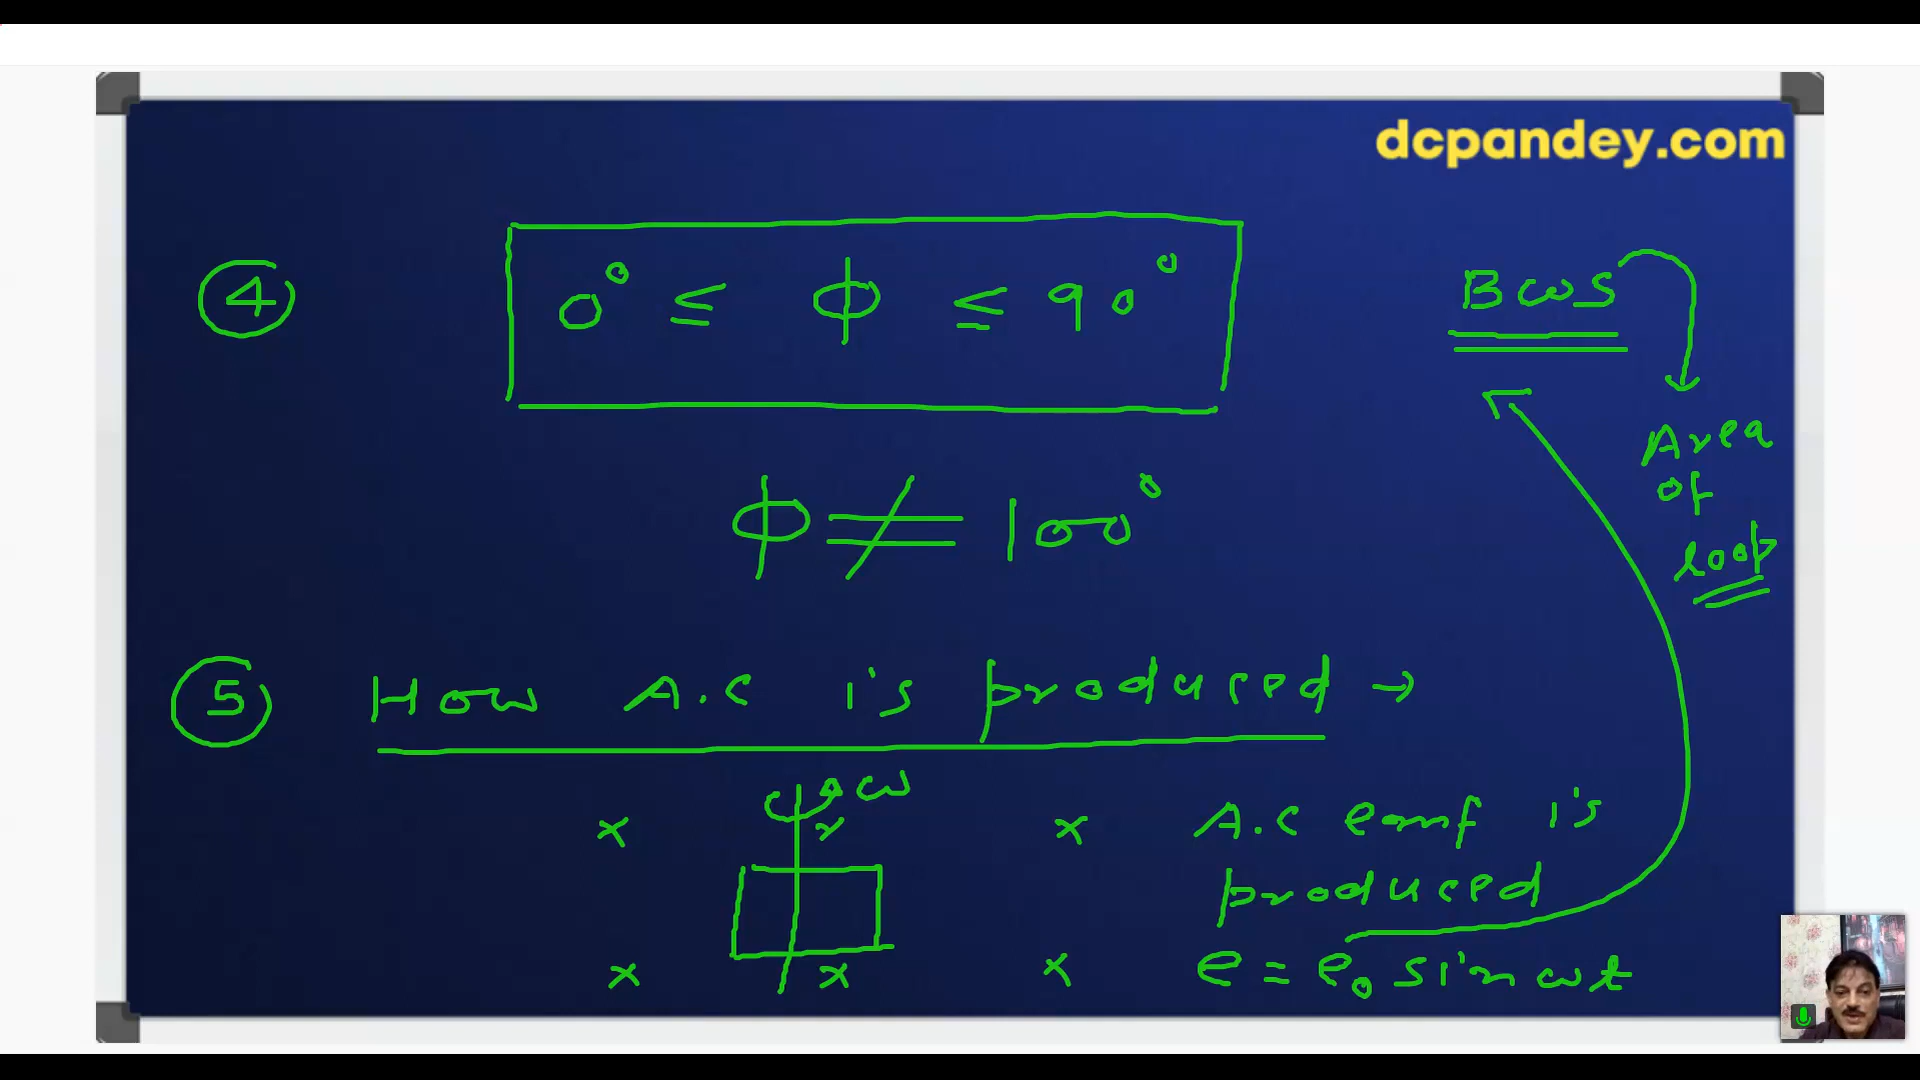 dcpandey.com
④ 0° ≤ ϕ ≤ 90°
BωS
Area
of
loop
ϕ ≠ 100°
⑤ How A.C is produced →
ω
x x x
A.C emf is
produced
x x x
e = e₀ sin ωt